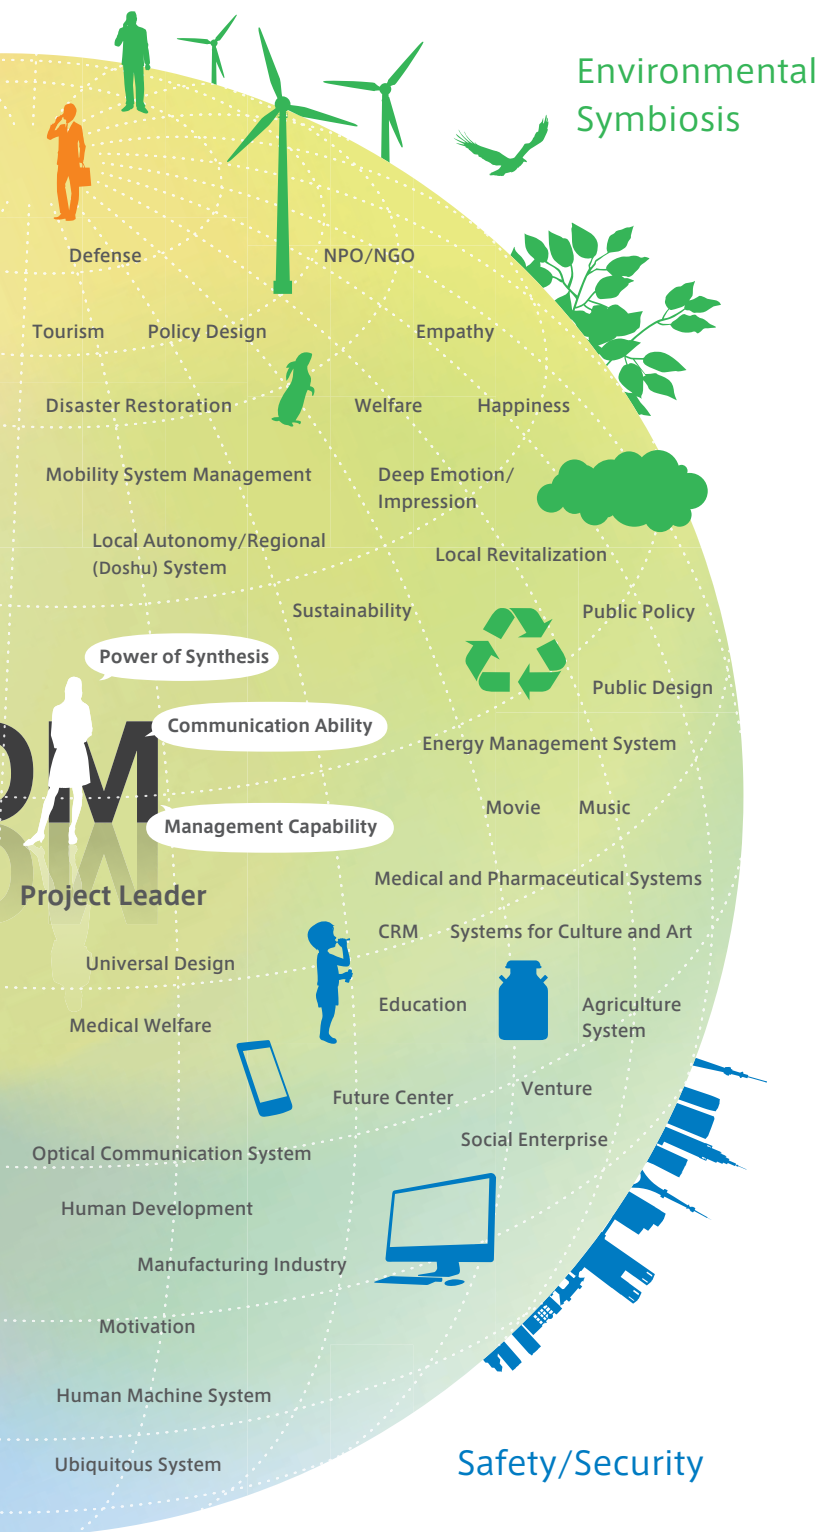 Environmental
Symbiosis
Defense
NPO/NGO
Tourism
Policy Design
Empathy
Disaster Restoration
Welfare
Happiness
Mobility System Management
Deep Emotion/
Impression
Local Autonomy/Regional
(Doshu) System
Local Revitalization
Sustainability
Public Policy
Power of Synthesis
Public Design
Communication Ability
DM
Energy Management System
Movie
Music
Management Capability
Medical and Pharmaceutical Systems
Project Leader
CRM
Systems for Culture and Art
Universal Design
Education
Agriculture
System
Medical Welfare
Future Center
Venture
Social Enterprise
Optical Communication System
Human Development
Manufacturing Industry
Motivation
Human Machine System
Ubiquitous System
Safety/Security